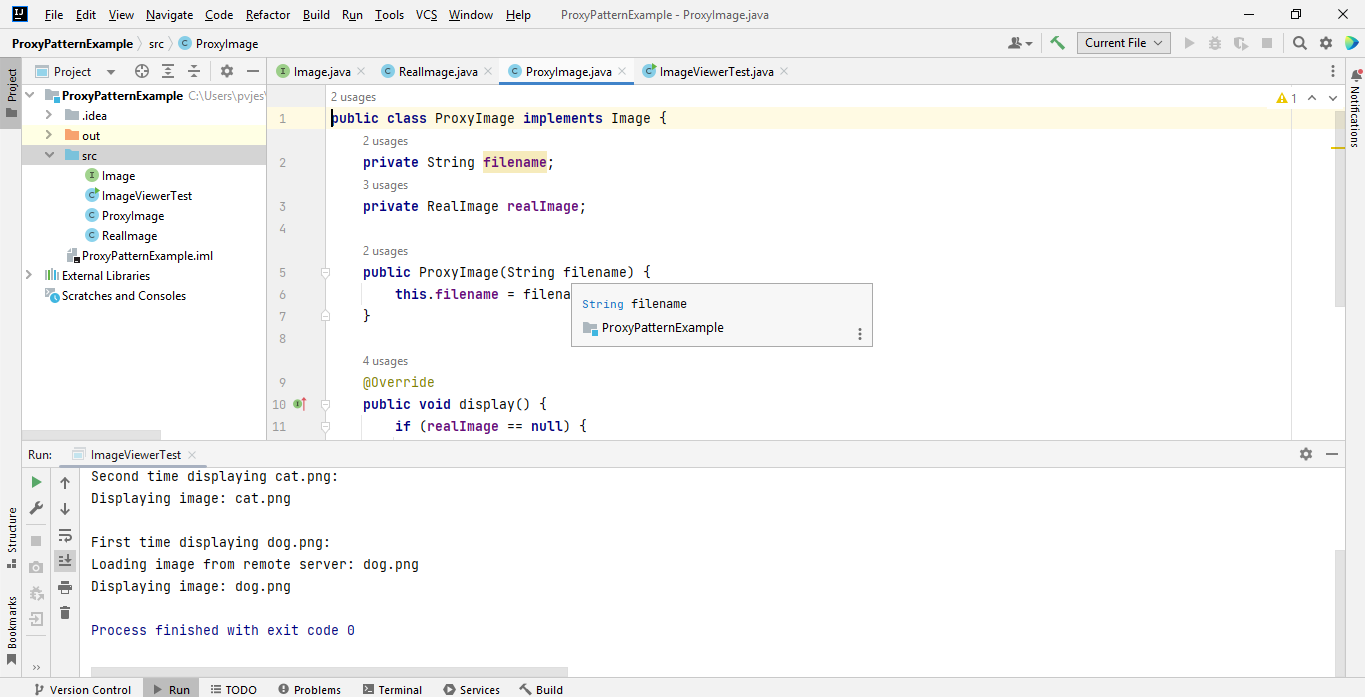 File Edit View Navigate Code Refactor Build Run Tools VCS Window Help ProxyPatternExample - ProxyImage.java
ProxyPatternExample src ProxyImage Current File
Project
Image.java RealImage.java ProxyImage.java ImageViewerTest.java
Project
ProxyPatternExample C:\Users\pvjes\
.idea
out
src
Image
ImageViewerTest
ProxyImage
RealImage
ProxyPatternExample.iml
External Libraries
Scratches and Consoles
2 usages
1 public class ProxyImage implements Image {
2 usages
2 private String filename;
3 usages
3 private RealImage realImage;
4
2 usages
5 public ProxyImage(String filename) {
6 this.filename = filena
7 }
8
4 usages
9 @Override
10 public void display() {
11 if (realImage == null) {
String filename
ProxyPatternExample
1
Notifications
Run: ImageViewerTest
Second time displaying cat.png:
Displaying image: cat.png
First time displaying dog.png:
Loading image from remote server: dog.png
Displaying image: dog.png
Process finished with exit code 0
Structure
Bookmarks
Version Control Run TODO Problems Terminal Services Build